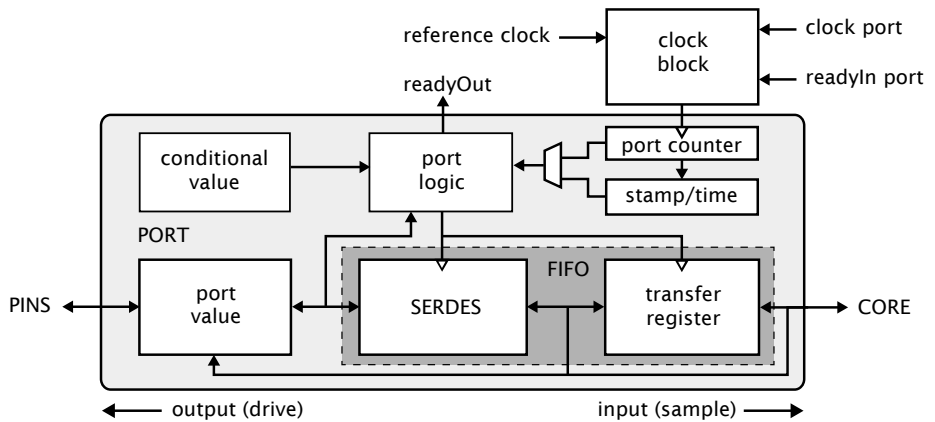 reference clock
clock
block
clock port
readyIn port
readyOut
conditional
value
port
logic
port counter
stamp/time
PORT
FIFO
PINS
port
value
SERDES
transfer
register
CORE
output (drive)
input (sample)